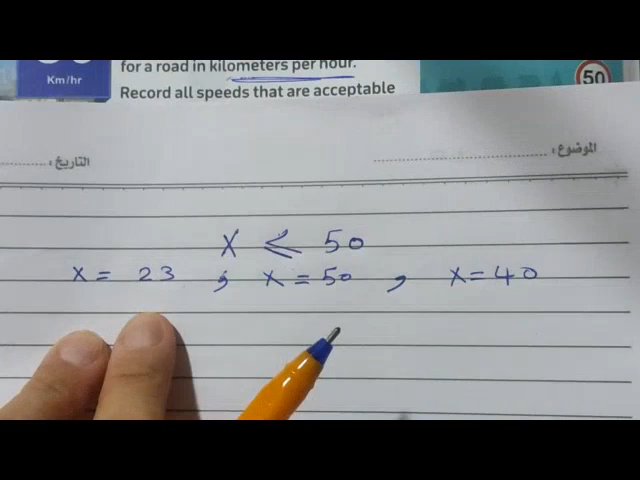 Km/hr
for a road in kilometers per hour.
Record all speeds that are acceptable
50
الموضوع: التاريخ:
x ≤ 50
x = 23 , x = 50 , x = 40